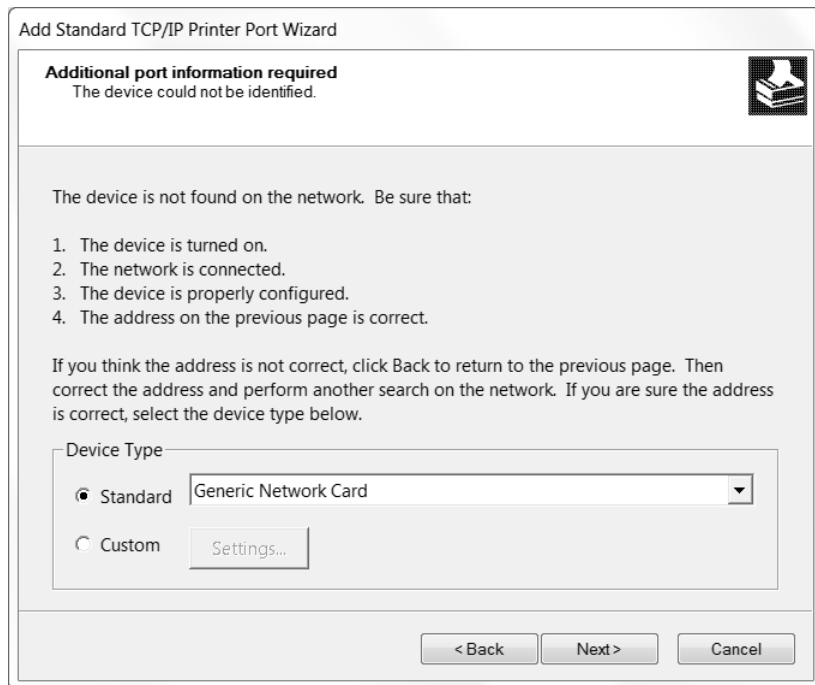 Add Standard TCP/IP Printer Port Wizard
Additional port information required
The device could not be identified.
The device is not found on the network.  Be sure that:
1.  The device is turned on.
2.  The network is connected.
3.  The device is properly configured.
4.  The address on the previous page is correct.
If you think the address is not correct, click Back to return to the previous page.  Then
correct the address and perform another search on the network.  If you are sure the address
is correct, select the device type below.
Device Type
Standard Generic Network Card
Custom Settings...
< Back Next > Cancel